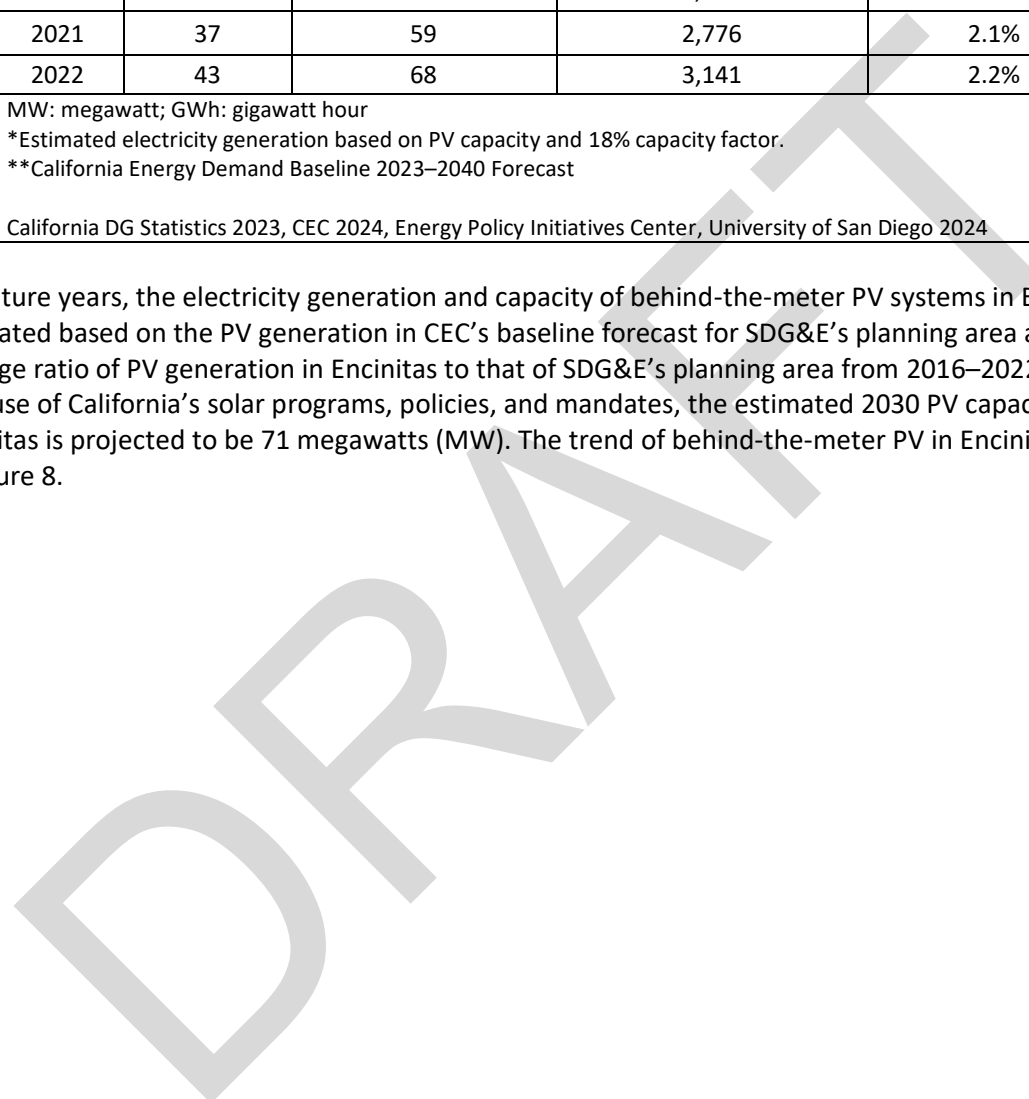 2021 37 59 2,776 2.1%
2022 43 68 3,141 2.2%
MW: megawatt; GWh: gigawatt hour
*Estimated electricity generation based on PV capacity and 18% capacity factor.
**California Energy Demand Baseline 2023–2040 Forecast
California DG Statistics 2023, CEC 2024, Energy Policy Initiatives Center, University of San Diego 2024
ture years, the electricity generation and capacity of behind-the-meter PV systems in E
ated based on the PV generation in CEC's baseline forecast for SDG&E's planning area a
ge ratio of PV generation in Encinitas to that of SDG&E's planning area from 2016–2022
use of California's solar programs, policies, and mandates, the estimated 2030 PV capac
itas is projected to be 71 megawatts (MW). The trend of behind-the-meter PV in Encini
ure 8.
DRAFT